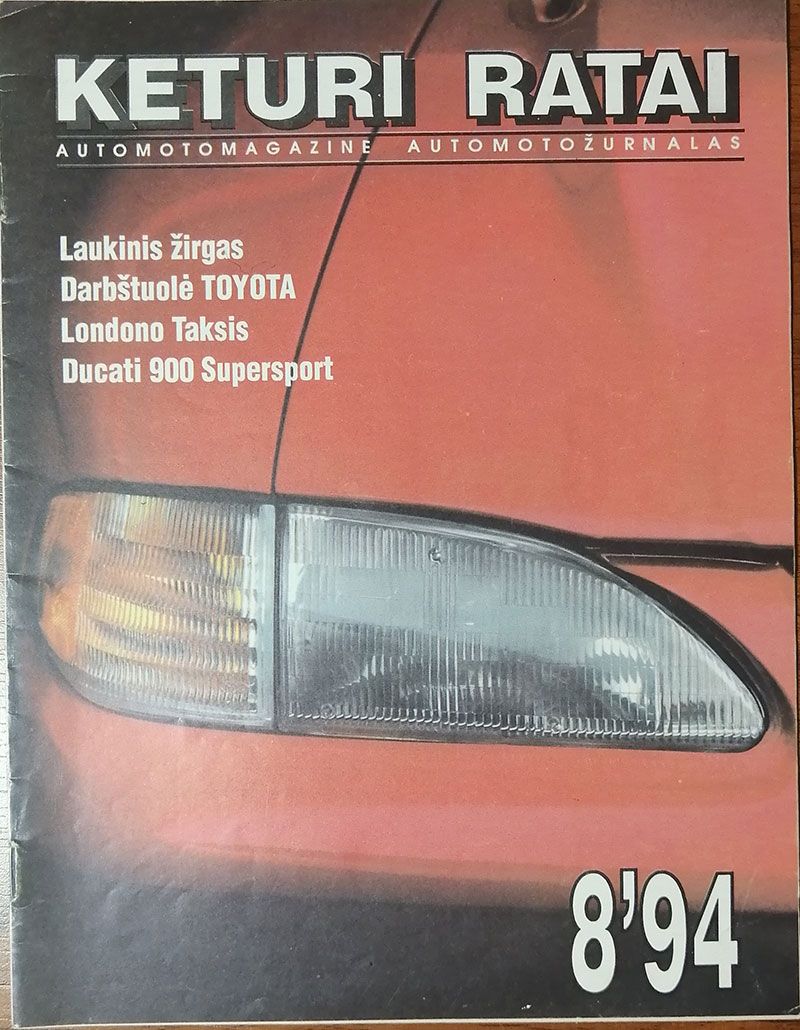 KETURI RATAI
AUTOMOTOMAGAZINE AUTOMOTOŽURNALAS
Laukinis žirgas
Darbštuolė TOYOTA
Londono Taksis
Ducati 900 Supersport
8’94